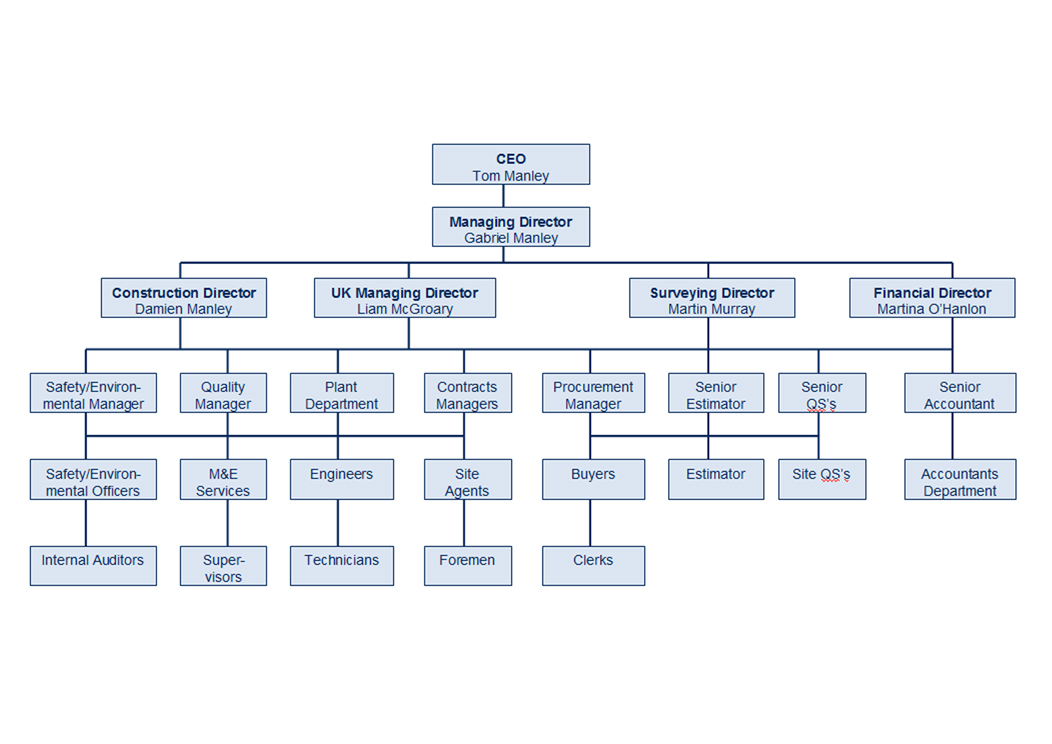 CEO
Tom Manley
Managing Director
Gabriel Manley
Construction Director
Damien Manley
UK Managing Director
Liam McGroary
Surveying Director
Martin Murray
Financial Director
Martina O'Hanlon
Safety/Environ-
mental Manager
Quality
Manager
Plant
Department
Contracts
Managers
Procurement
Manager
Senior
Estimator
Senior
QS's
Senior
Accountant
Safety/Environ-
mental Officers
M&E
Services
Engineers
Site
Agents
Buyers
Estimator
Site QS's
Accountants
Department
Internal Auditors
Super-
visors
Technicians
Foremen
Clerks